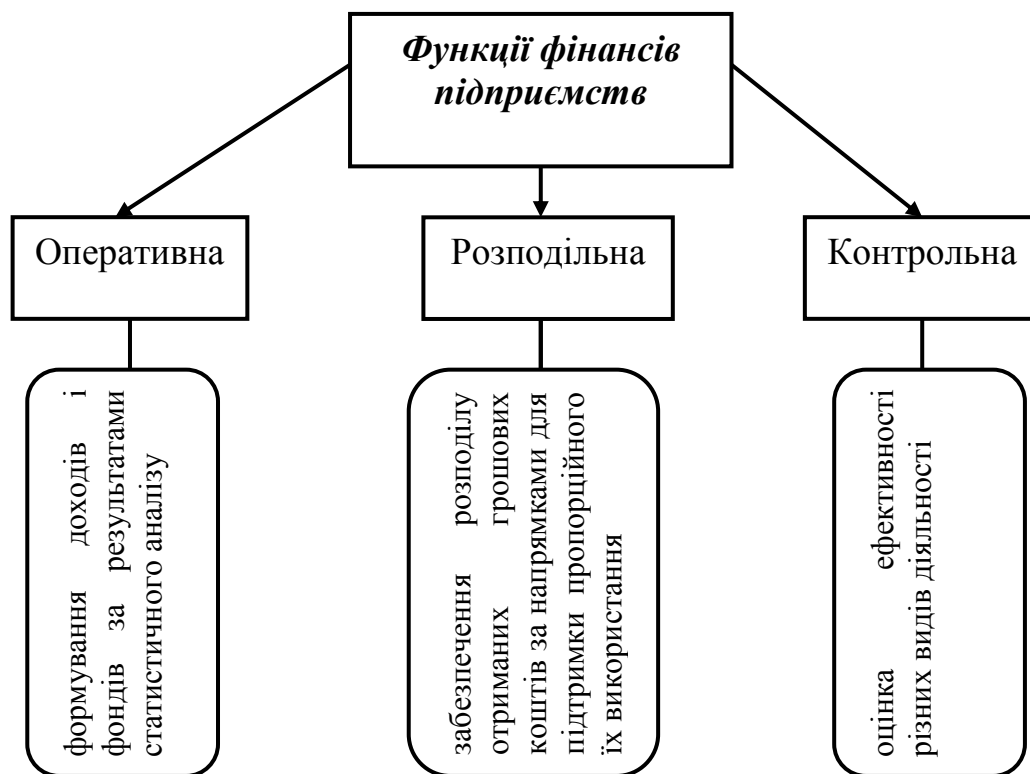 Функції фінансів
підприємств
Оперативна
Розподільна
Контрольна
формування доходів і
фондів за результатами
статистичного аналізу
забезпечення розподілу
отриманих грошових
коштів за напрямками для
підтримки пропорційного
їх використання
оцінка ефективності
різних видів діяльності